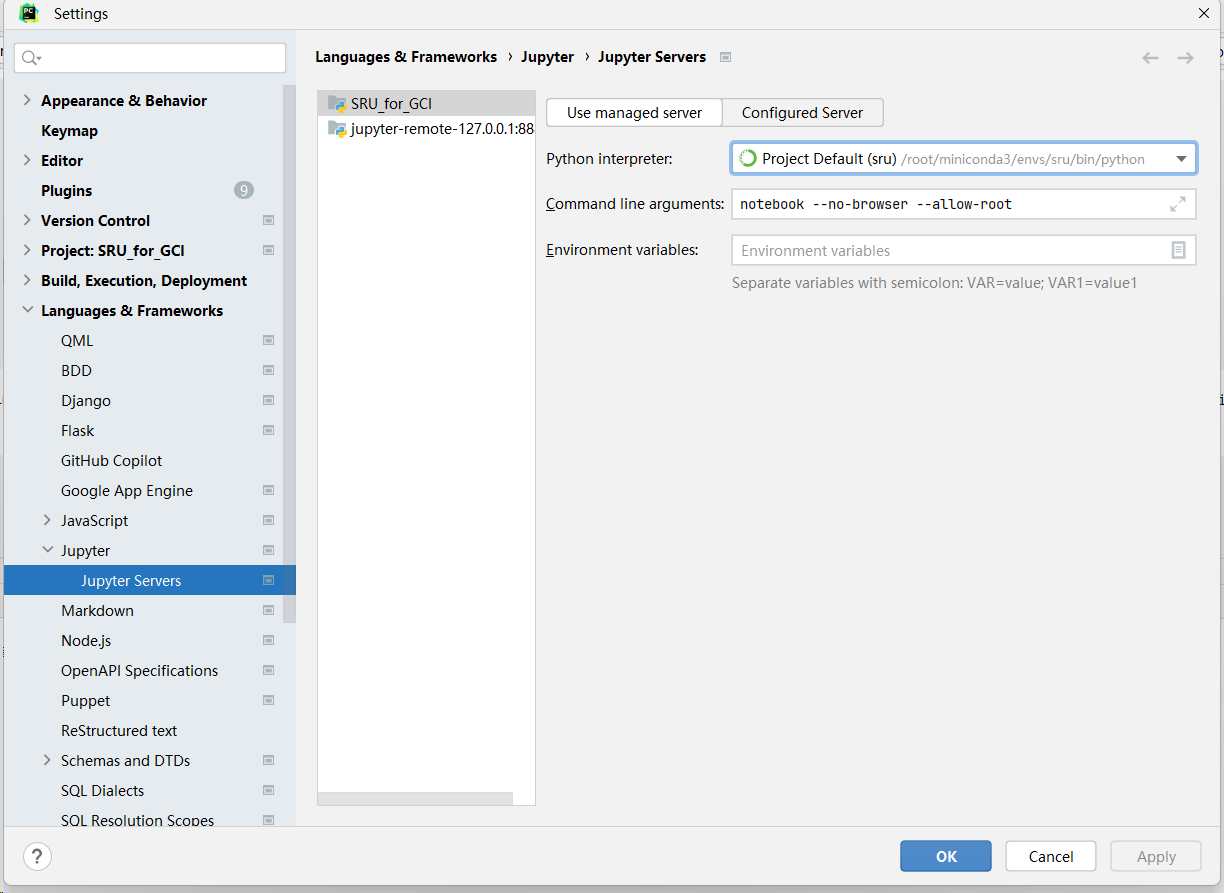 PC Settings
Languages & Frameworks › Jupyter › Jupyter Servers
Appearance & Behavior
Keymap
Editor
Plugins 9
Version Control
Project: SRU_for_GCI
Build, Execution, Deployment
Languages & Frameworks
QML
BDD
Django
Flask
GitHub Copilot
Google App Engine
JavaScript
Jupyter
Jupyter Servers
Markdown
Node.js
OpenAPI Specifications
Puppet
ReStructured text
Schemas and DTDs
SQL Dialects
SQL Resolution Scopes
SRU_for_GCI
jupyter-remote-127.0.0.1:88
Use managed server Configured Server
Python interpreter: Project Default (sru) /root/miniconda3/envs/sru/bin/python
Command line arguments: notebook --no-browser --allow-root
Environment variables: Environment variables
Separate variables with semicolon: VAR=value; VAR1=value1
? OK Cancel Apply